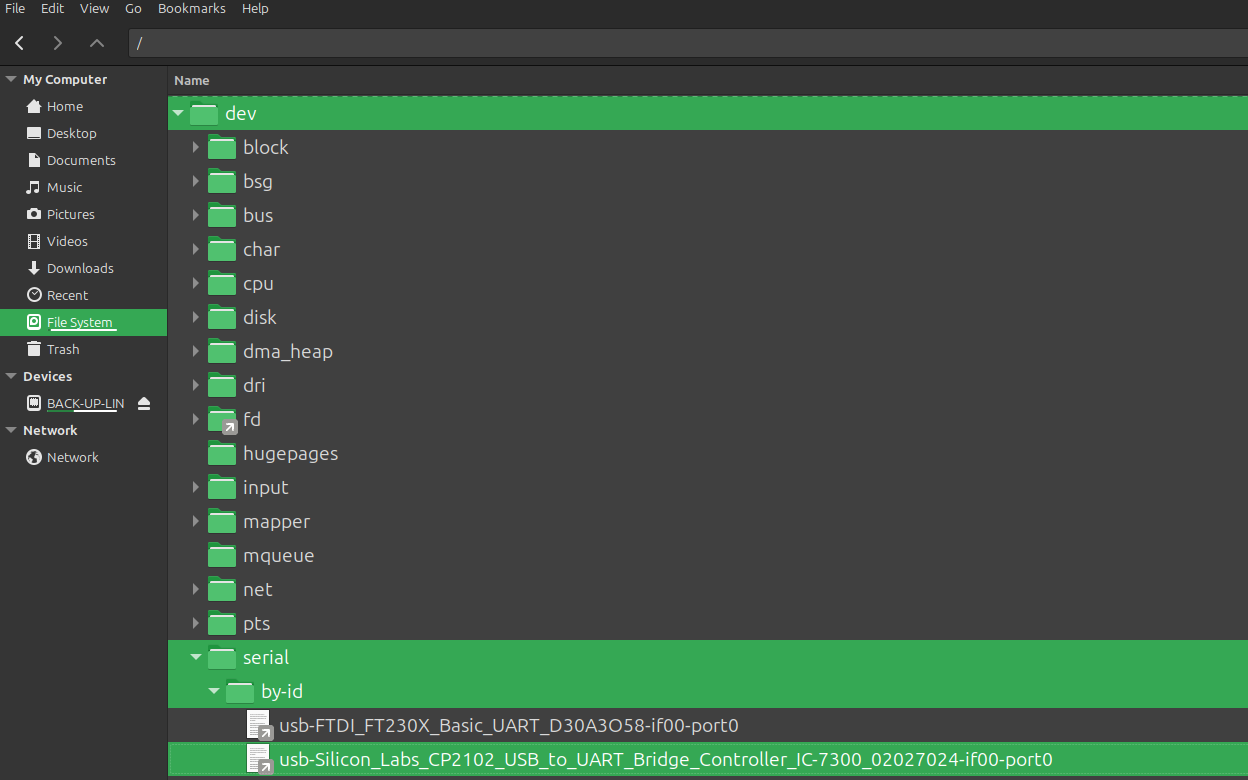 File Edit View Go Bookmarks Help
/
My Computer
Home
Desktop
Documents
Music
Pictures
Videos
Downloads
Recent
File System
Trash
Devices
BACK-UP-LIN
Network
Network
Name
dev
block
bsg
bus
char
cpu
disk
dma_heap
dri
fd
hugepages
input
mapper
mqueue
net
pts
serial
by-id
usb-FTDI_FT230X_Basic_UART_D30A3O58-if00-port0
usb-Silicon_Labs_CP2102_USB_to_UART_Bridge_Controller_IC-7300_02027024-if00-port0